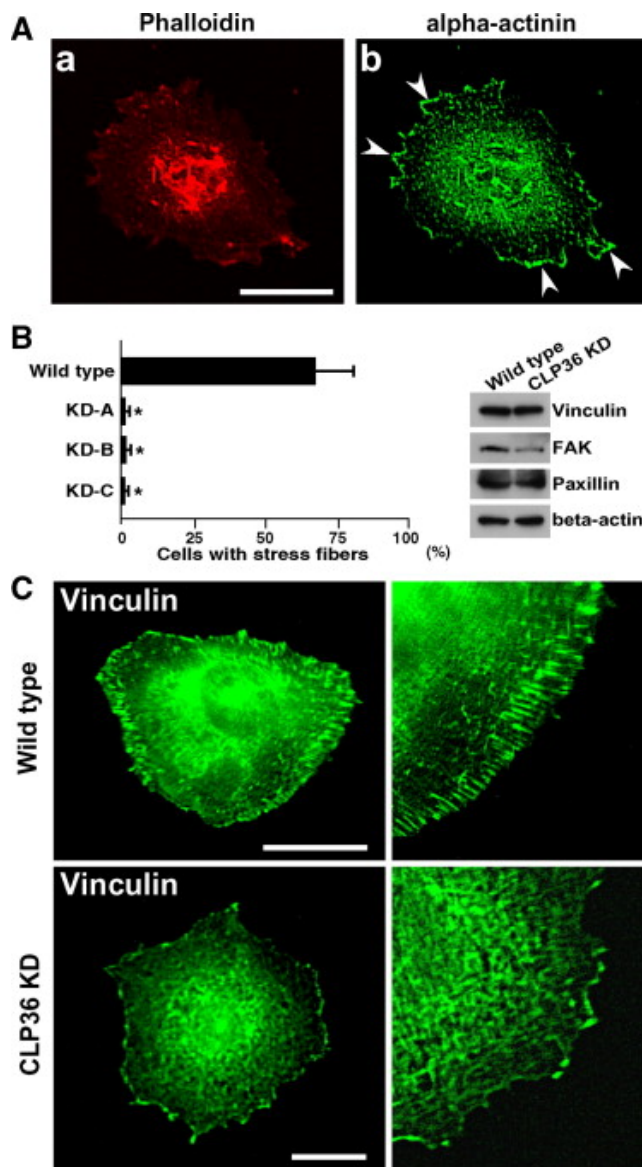 A
Phalloidin
alpha-actinin
a
b
B
Wild type
KD-A *
KD-B *
KD-C *
0 25 50 75 100 (%)
Cells with stress fibers
Wild type
CLP36 KD
Vinculin
FAK
Paxillin
beta-actin
C
Wild type
Vinculin
CLP36 KD
Vinculin